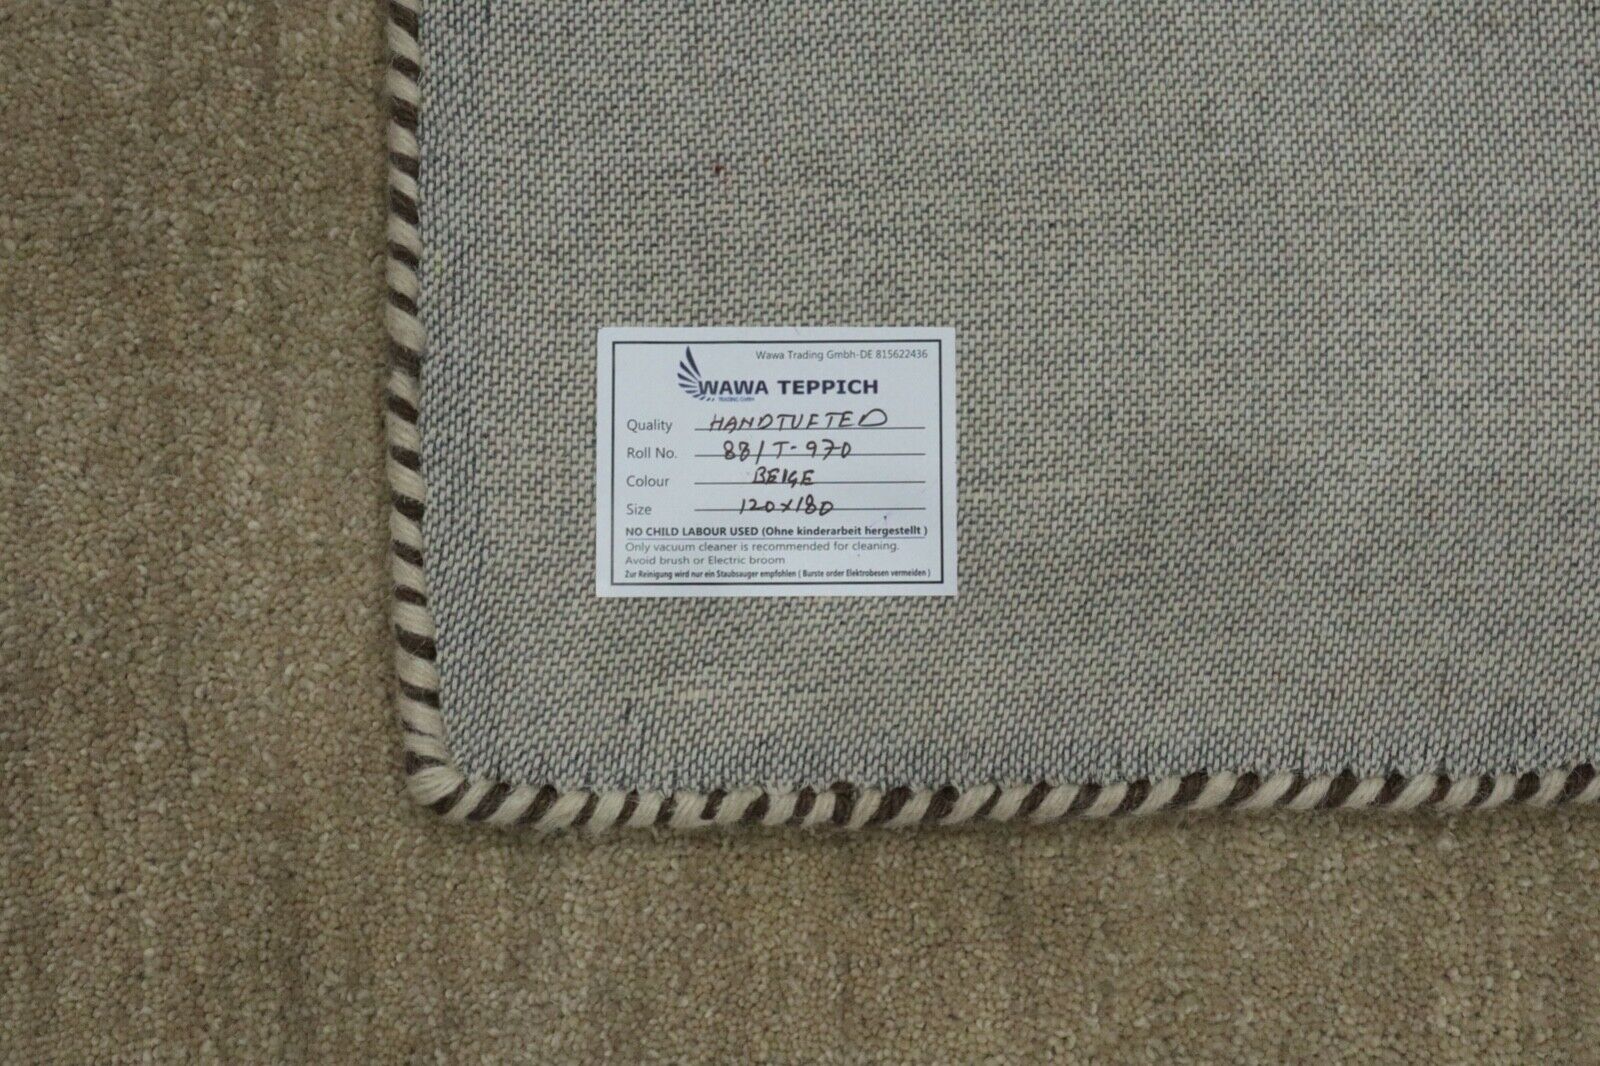 Wawa Trading Gmbh-DE 815622436
WAWA TEPPICH
TRADING GMBH
Quality HANDTUFTED
Roll No. 88/T-970
Colour BEIGE
Size 120x180
NO CHILD LABOUR USED (Ohne kinderarbeit hergestellt )
Only vacuum cleaner is recommended for cleaning.
Avoid brush or Electric broom
Zur Reinigung wird nur ein Staubsauger empfohlen ( Burste order Elektrobesen vermeiden )